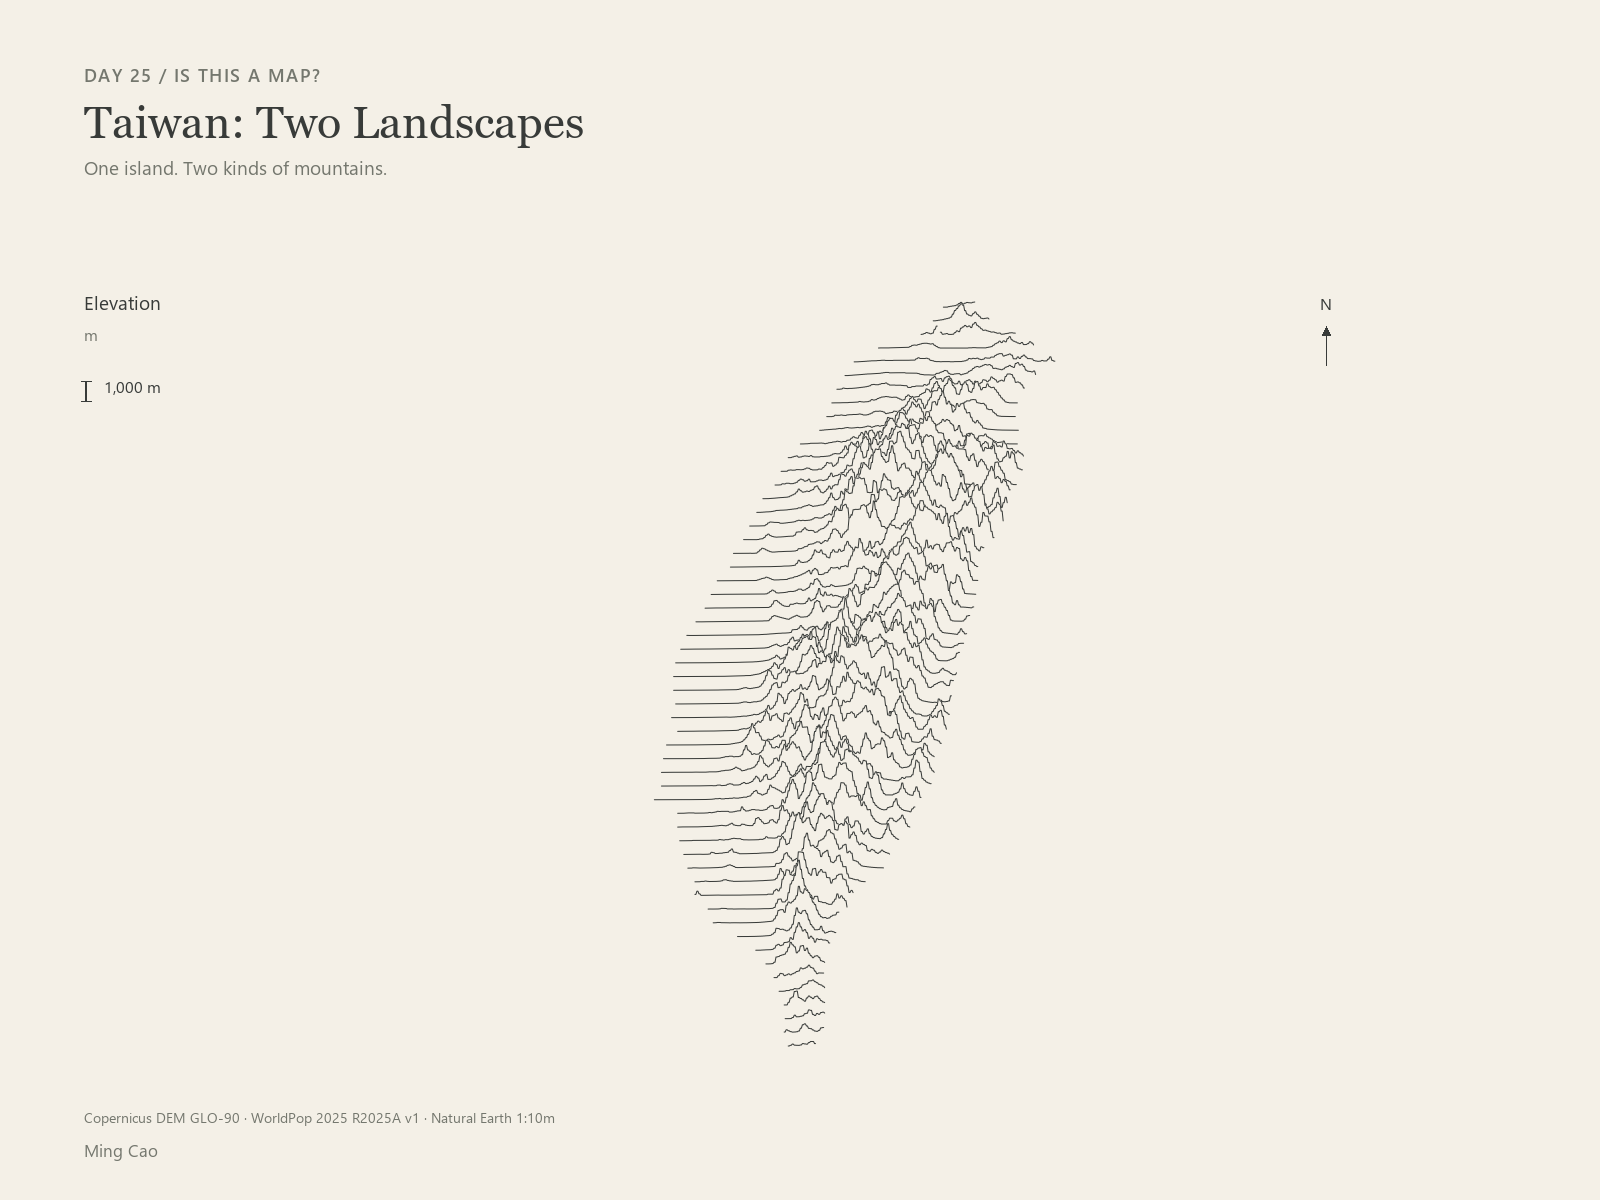 DAY 25 / IS THIS A MAP?
Taiwan: Two Landscapes
One island. Two kinds of mountains.
Elevation
m
1,000 m
N
Copernicus DEM GLO-90 · WorldPop 2025 R2025A v1 · Natural Earth 1:10m
Ming Cao